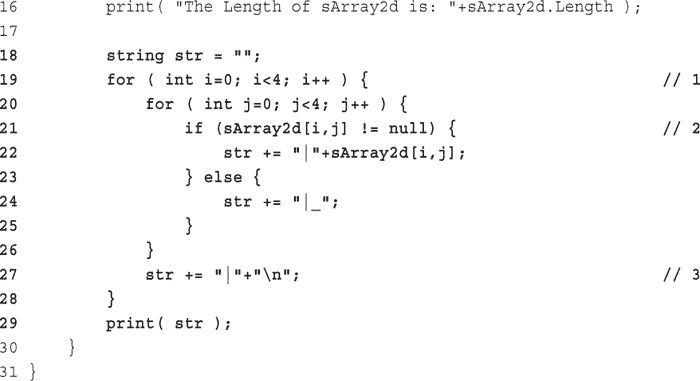 16 print( "The Length of sArray2d is: "+sArray2d.Length );
17
18 string str = "";
19 for ( int i=0; i<4; i++ ) { // 1
20 for ( int j=0; j<4; j++ ) {
21 if (sArray2d[i,j] != null) { // 2
22 str += "|"+sArray2d[i,j];
23 } else {
24 str += "|_";
25 }
26 }
27 str += "|"+"\n"; // 3
28 }
29 print( str );
30 }
31 }